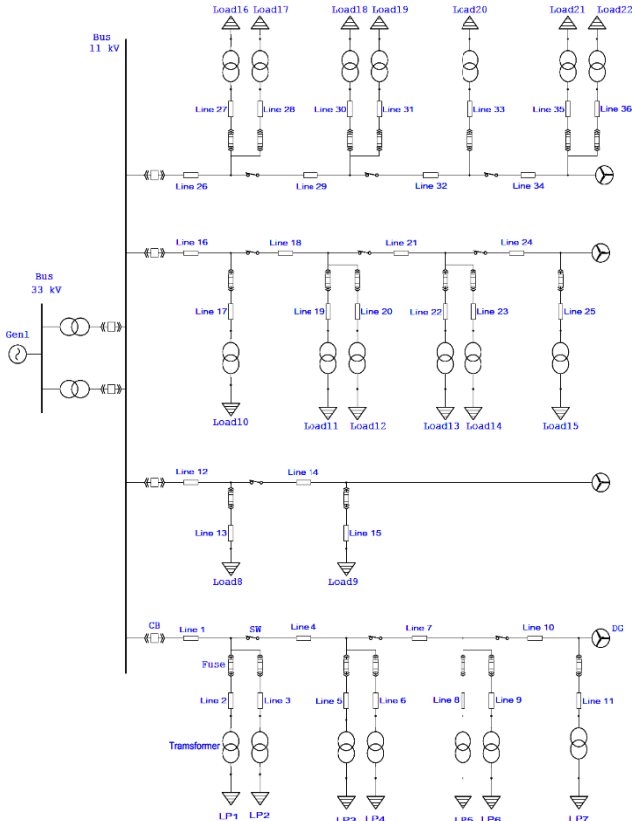 Load16 Load17 Load18 Load19 Load20 Load21 Load22
Bus
11 kV
Line 27 Line 28 Line 30 Line 31 Line 33 Line 35 Line 36
Line 26 Line 29 Line 32 Line 34
Line 16 Line 18 Line 21 Line 24
Bus
33 kV
Line 17 Line 19 Line 20 Line 22 Line 23 Line 25
Gen1
Load10 Load11 Load12 Load13 Load14 Load15
Line 12 Line 14
Line 13 Line 15
Load8 Load9
CB Line 1 SW Line 4 Line 7 Line 10 DG
Fuse
Line 2 Line 3 Line 5 Line 6 Line 8 Line 9 Line 11
Tramsformer
LP1 LP2 LP3 LP4 LP5 LP6 LP7